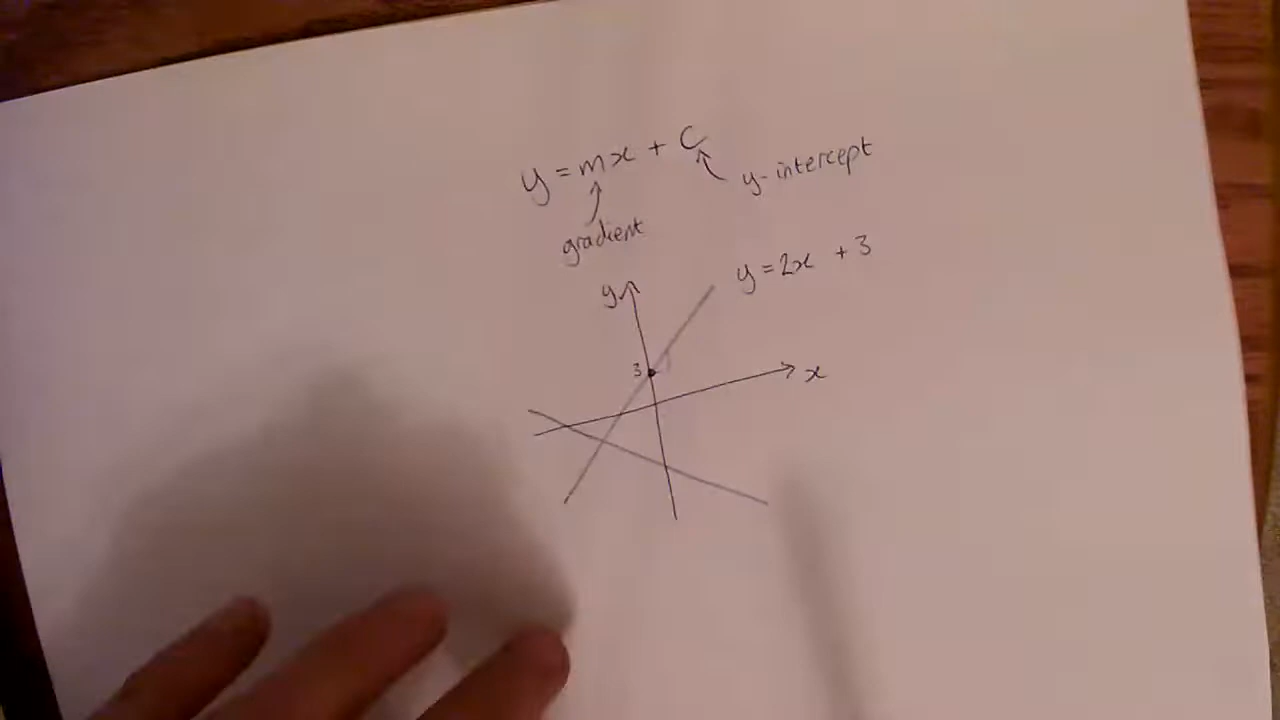 y = mx + c
y-intercept
gradient
y = 2x + 3
y
3
x